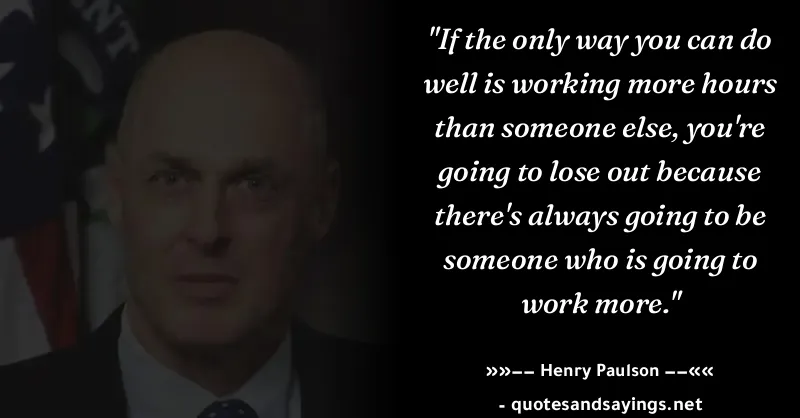 "If the only way you can do
well is working more hours
than someone else, you're
going to lose out because
there's always going to be
someone who is going to
work more."
»»−− Henry Paulson −−««
- quotesandsayings.net